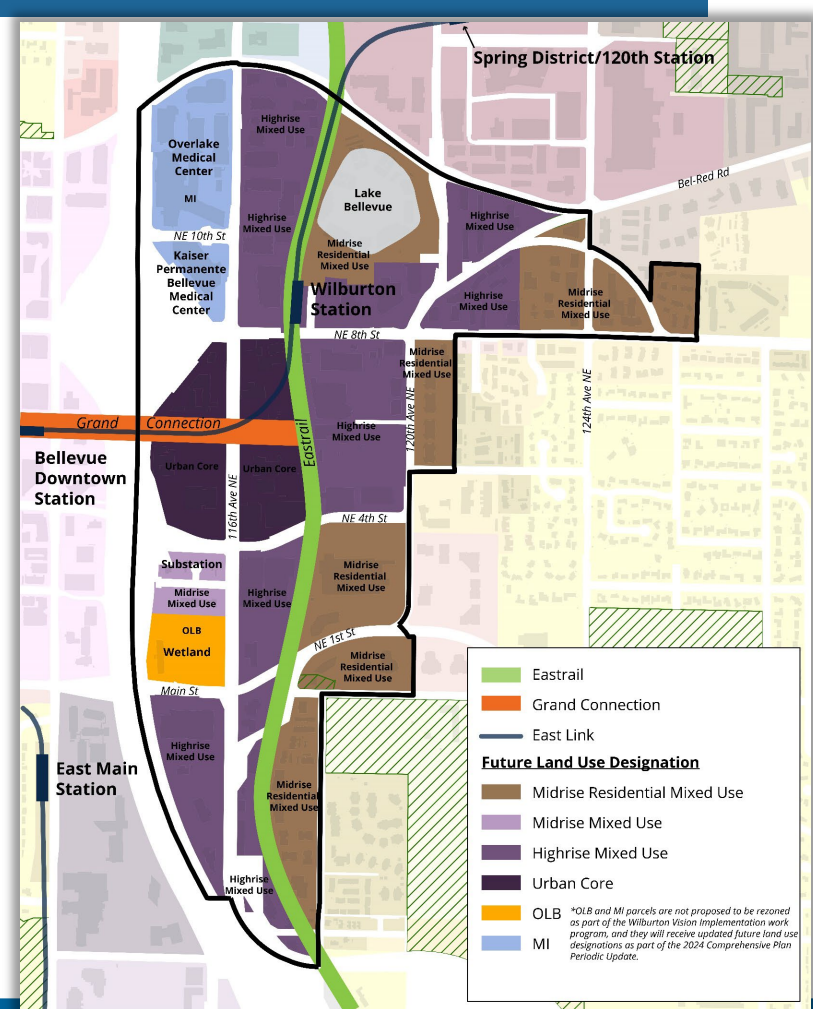 Spring District/120th Station
Highrise
Mixed Use
Overlake
Medical
Center
MI
Lake
Bellevue
Bel-Red Rd
Highrise
Mixed Use
Highrise
Mixed Use
NE 10th St
Midrise
Residential
Mixed Use
Kaiser
Permanente
Bellevue
Medical
Center
Wilburton
Station
Highrise
Mixed Use
Midrise
Residential
Mixed Use
NE 8th St
Midrise
Residential
Mixed Use
120th Ave NE
124th Ave NE
Grand Connection
Eastrail
Highrise
Mixed Use
Bellevue
Downtown
Station
Urban Core
Urban Core
116th Ave NE
NE 4th St
Substation
Midrise
Mixed Use
Highrise
Mixed Use
Midrise
Residential
Mixed Use
OLB
Wetland
NE 1st St
Midrise
Residential
Mixed Use
Main St
Highrise
Mixed Use
East Main
Station
Midrise
Residential
Mixed Use
Highrise
Mixed Use
Eastrail
Grand Connection
East Link
Future Land Use Designation
Midrise Residential Mixed Use
Midrise Mixed Use
Highrise Mixed Use
Urban Core
OLB
MI
*OLB and MI parcels are not proposed to be rezoned
as part of the Wilburton Vision Implementation work
program, and they will receive updated future land use
designations as part of the 2024 Comprehensive Plan
Periodic Update.